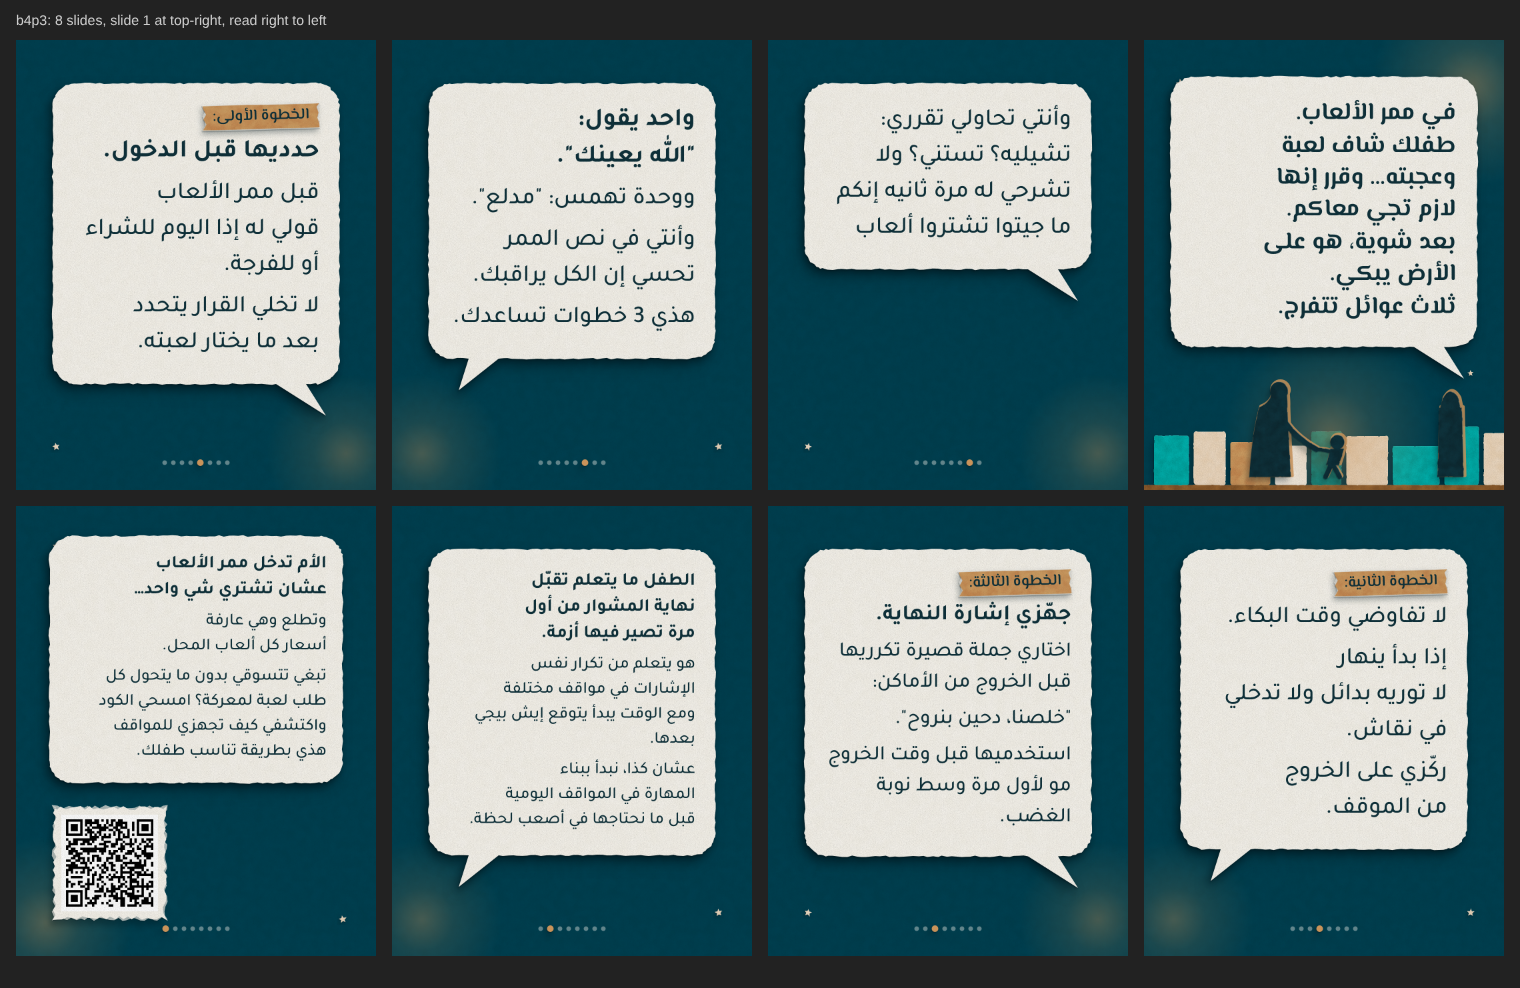 b4p3: 8 slides, slide 1 at top-right, read right to left
في ممر الألعاب.
طفلك شاف لعبة
وعجبته... وقرر إنها
لازم تجي معاكم.
بعد شوية، هو على
الأرض يبكي.
ثلاث عوائل تتفرج.
وأنتي تحاولي تقرري:
تشيليه؟ تستني؟ ولا
تشرحي له مرة ثانيه إنكم
ما جيتوا تشتروا ألعاب
واحد يقول:
"الله يعينك".
ووحدة تهمس: "مدلع".
وأنتي في نص الممر
تحسي إن الكل يراقبك.
هذي 3 خطوات تساعدك.
الخطوة الأولى:
حدديها قبل الدخول.
قبل ممر الألعاب
قولي له إذا اليوم للشراء
أو للفرجة.
لا تخلي القرار يتحدد
بعد ما يختار لعبته.
الخطوة الثانية:
لا تفاوضي وقت البكاء.
إذا بدأ ينهار
لا توريه بدائل ولا تدخلي
في نقاش.
ركّزي على الخروج
من الموقف.
الخطوة الثالثة:
جهّزي إشارة النهاية.
اختاري جملة قصيرة تكرريها
قبل الخروج من الأماكن:
"خلصنا، دحين بنروح".
استخدميها قبل وقت الخروج
مو لأول مرة وسط نوبة
الغضب.
الطفل ما يتعلم تقبّل
نهاية المشوار من أول
مرة تصير فيها أزمة.
هو يتعلم من تكرار نفس
الإشارات في مواقف مختلفة
ومع الوقت يبدأ يتوقع إيش بيجي
بعدها.
عشان كذا، نبدأ ببناء
المهارة في المواقف اليومية
قبل ما نحتاجها في أصعب لحظة.
الأم تدخل ممر الألعاب
عشان تشتري شي واحد...
وتطلع وهي عارفة
أسعار كل ألعاب المحل.
تبغي تتسوقي بدون ما يتحول كل
طلب لعبة لمعركة؟ امسحي الكود
واكتشفي كيف تجهزي للمواقف
هذي بطريقة تناسب طفلك.